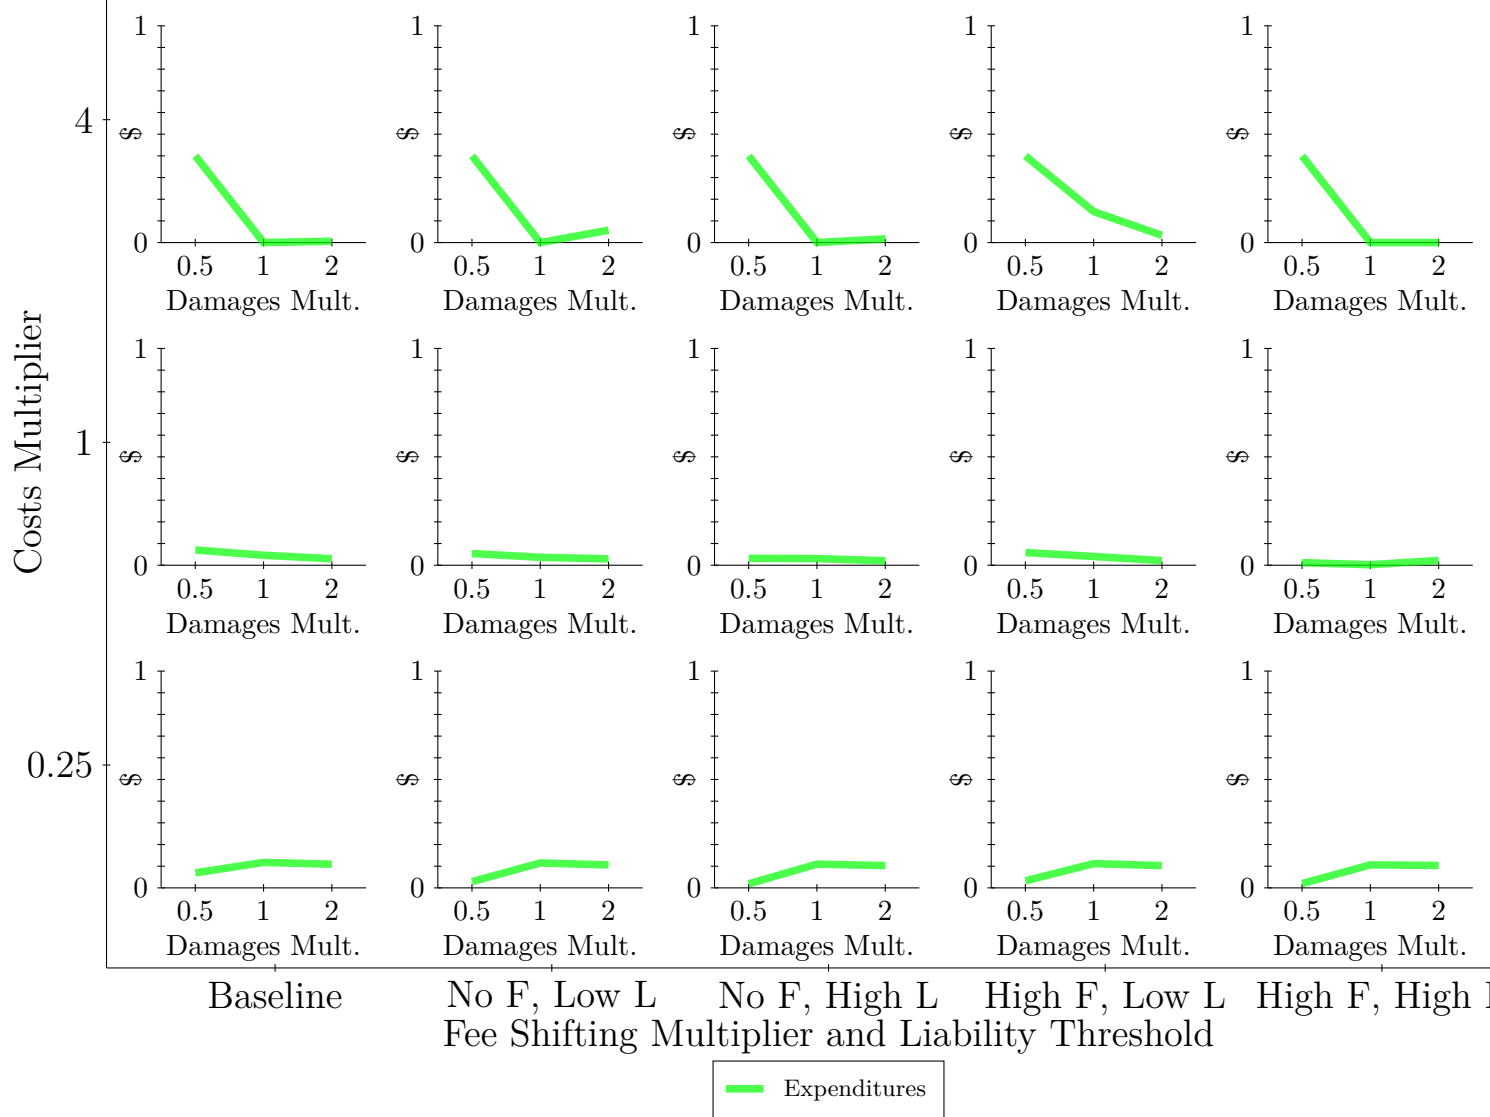 1 1 1 1 1
4
$ $ $ $ $
0 0 0 0 0
0.5 1 2 0.5 1 2 0.5 1 2 0.5 1 2 0.5 1 2
Damages Mult. Damages Mult. Damages Mult. Damages Mult. Damages Mult.
Costs Multiplier
1 1 1 1 1
1
$ $ $ $ $
0 0 0 0 0
0.5 1 2 0.5 1 2 0.5 1 2 0.5 1 2 0.5 1 2
Damages Mult. Damages Mult. Damages Mult. Damages Mult. Damages Mult.
1 1 1 1 1
0.25
$ $ $ $ $
0 0 0 0 0
0.5 1 2 0.5 1 2 0.5 1 2 0.5 1 2 0.5 1 2
Damages Mult. Damages Mult. Damages Mult. Damages Mult. Damages Mult.
Baseline No F, Low L No F, High L High F, Low L High F, High
Fee Shifting Multiplier and Liability Threshold
Expenditures